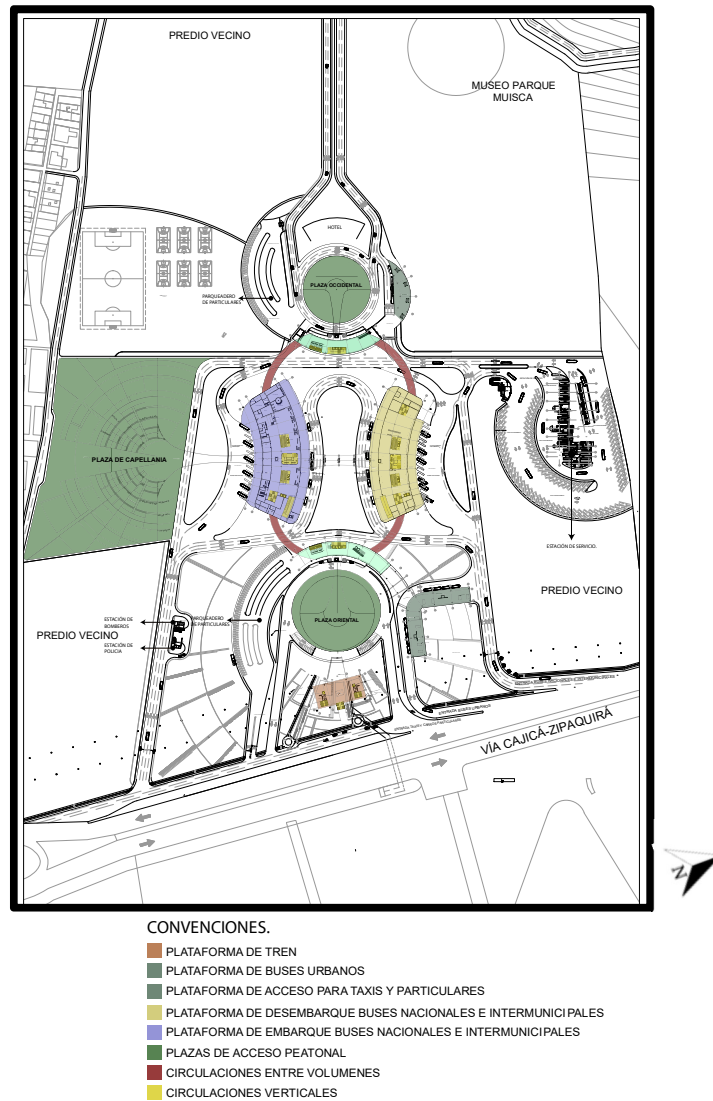 PREDIO VECINO
MUSEO PARQUE
MUISCA
HOTEL
PLAZA OCCIDENTAL
PARQUEADERO
DE PARTICULARES
PLAZA DE CAPELLANIA
ESTACIÓN DE SERVICIO.
PREDIO VECINO
ESTACIÓN DE
BOMBEROS
PARQUEADERO
DE PARTICULARES
PLAZA ORIENTAL
PREDIO VECINO
ESTACIÓN DE
POLICIA
VÍA CAJICÁ-ZIPAQUIRÁ
N
CONVENCIONES.
PLATAFORMA DE TREN
PLATAFORMA DE BUSES URBANOS
PLATAFORMA DE ACCESO PARA TAXIS Y PARTICULARES
PLATAFORMA DE DESEMBARQUE BUSES NACIONALES E INTERMUNICIPALES
PLATAFORMA DE EMBARQUE BUSES NACIONALES E INTERMUNICIPALES
PLAZAS DE ACCESO PEATONAL
CIRCULACIONES ENTRE VOLUMENES
CIRCULACIONES VERTICALES